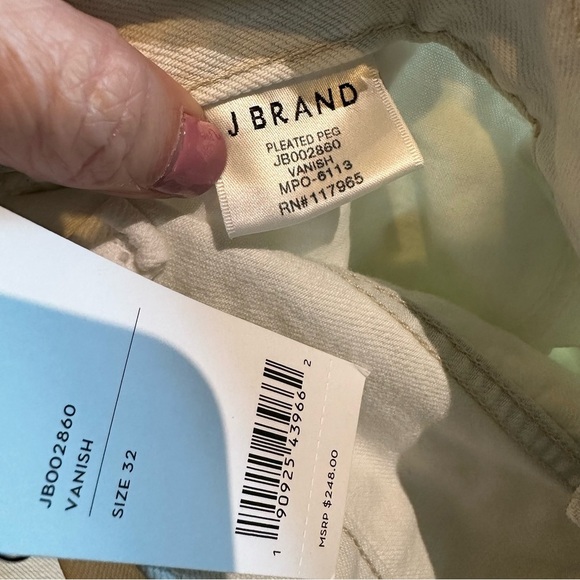 J BRAND
PLEATED PEG
JB002860
VANISH
MPO-6113
RN#117965
JB002860
VANISH
SIZE 32
1 90925 43966 2
MSRP $248.00